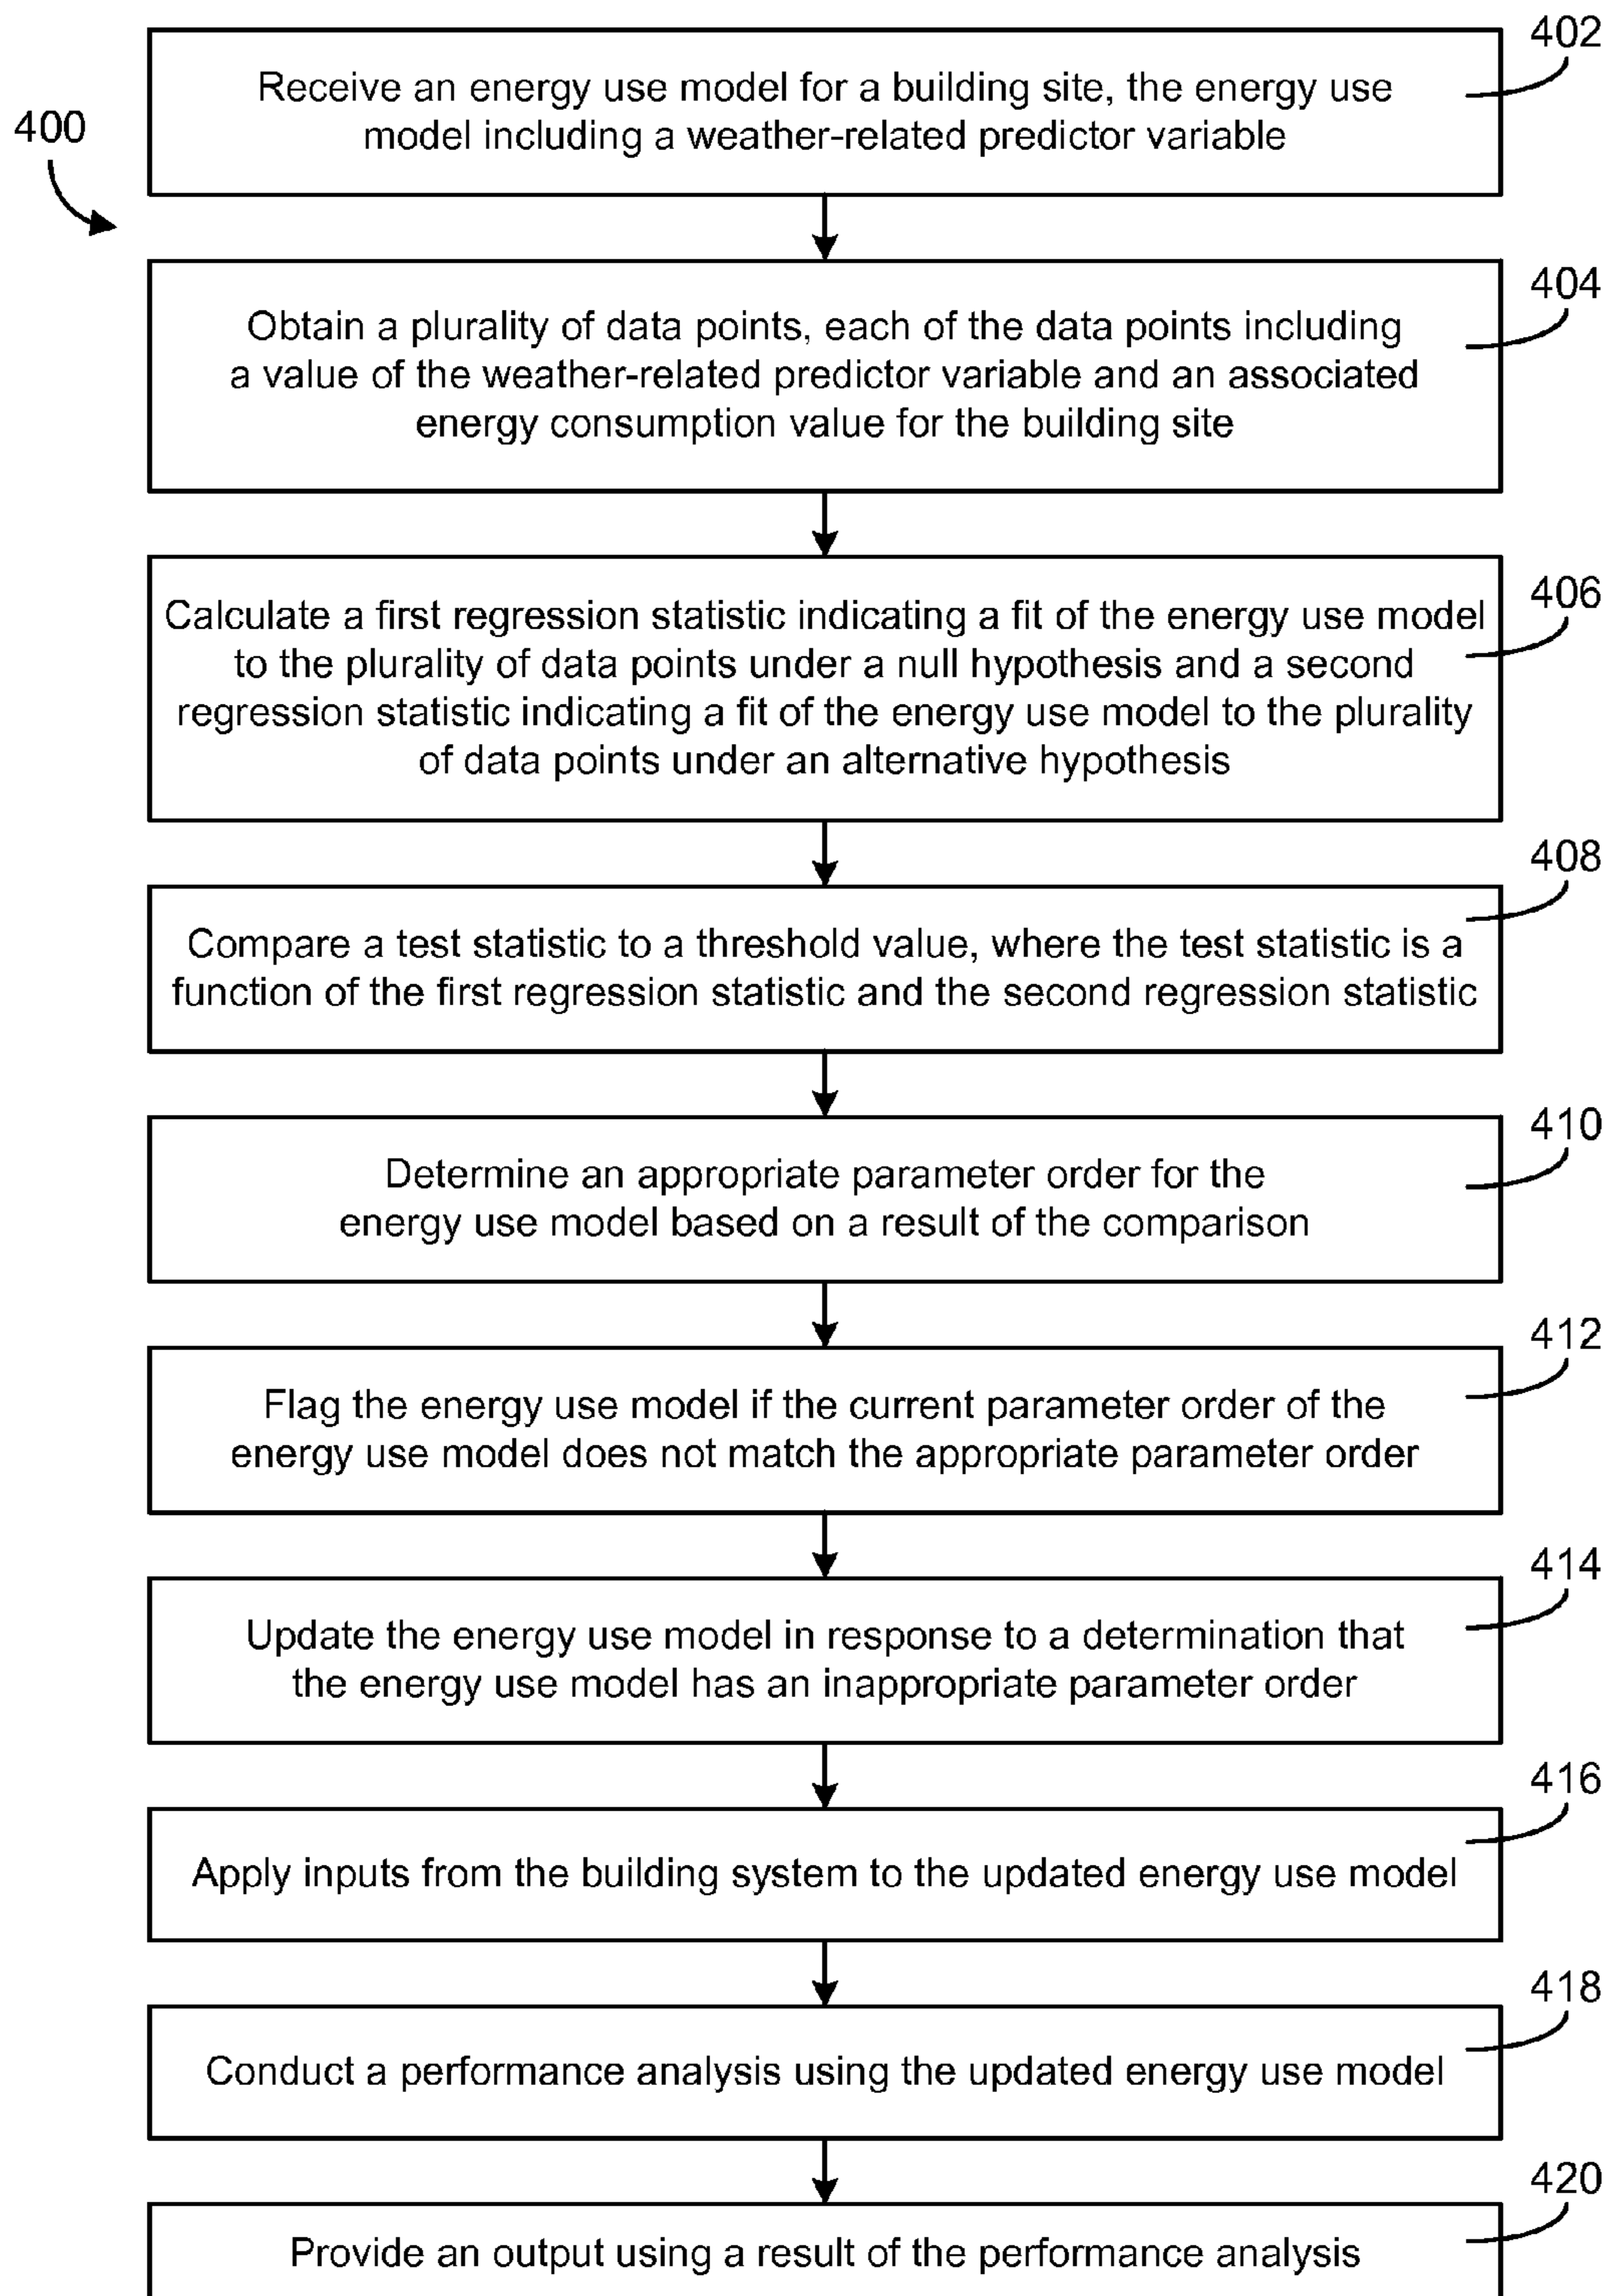 402
Receive an energy use model for a building site, the energy use
model including a weather-related predictor variable
400
404
Obtain a plurality of data points, each of the data points including
a value of the weather-related predictor variable and an associated
energy consumption value for the building site
406
Calculate a first regression statistic indicating a fit of the energy use model
to the plurality of data points under a null hypothesis and a second
regression statistic indicating a fit of the energy use model to the plurality
of data points under an alternative hypothesis
408
Compare a test statistic to a threshold value, where the test statistic is a
function of the first regression statistic and the second regression statistic
410
Determine an appropriate parameter order for the
energy use model based on a result of the comparison
412
Flag the energy use model if the current parameter order of the
energy use model does not match the appropriate parameter order
414
Update the energy use model in response to a determination that
the energy use model has an inappropriate parameter order
416
Apply inputs from the building system to the updated energy use model
418
Conduct a performance analysis using the updated energy use model
420
Provide an output using a result of the performance analysis